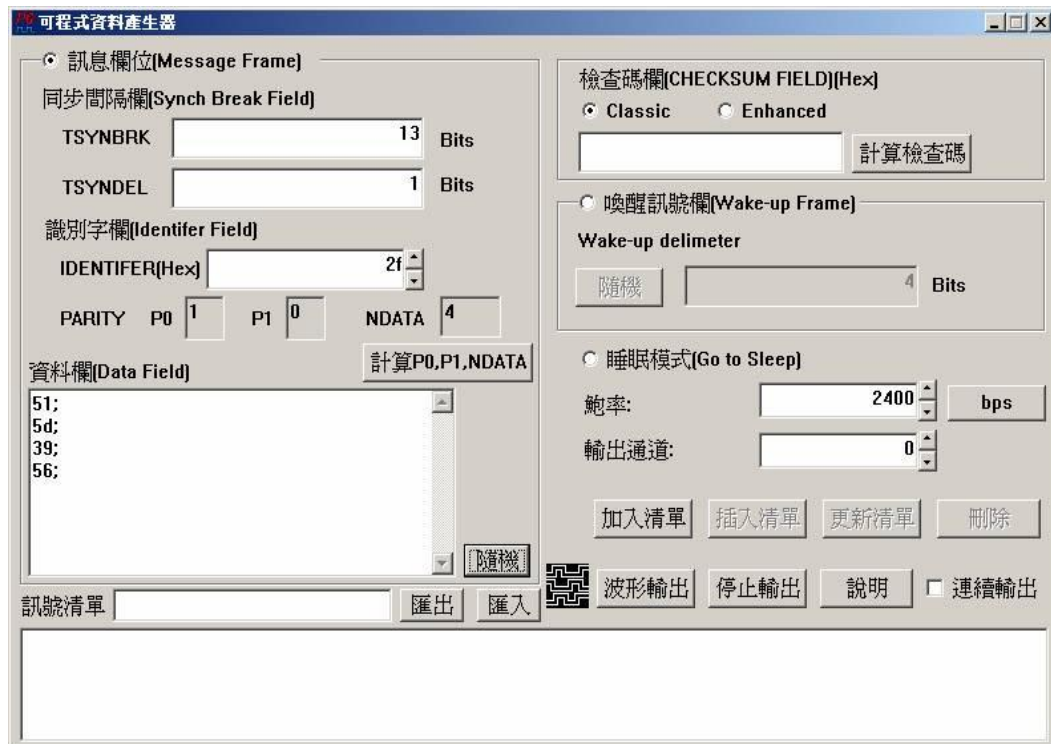 可程式資料產生器
訊息欄位(Message Frame)
同步間隔欄(Synch Break Field)
TSYNBRK 13 Bits
TSYNDEL 1 Bits
識別字欄(Identifer Field)
IDENTIFER(Hex) 2f
PARITY P0 1 P1 0 NDATA 4
計算P0,P1,NDATA
資料欄(Data Field)
51;
5d;
39;
56;
隨機
檢查碼欄(CHECKSUM FIELD)(Hex)
Classic Enhanced
計算檢查碼
喚醒訊號欄(Wake-up Frame)
Wake-up delimeter
隨機 4 Bits
睡眠模式(Go to Sleep)
鮑率: 2400 bps
輸出通道: 0
加入清單 插入清單 更新清單 刪除
波形輸出 停止輸出 說明 連續輸出
訊號清單 匯出 匯入